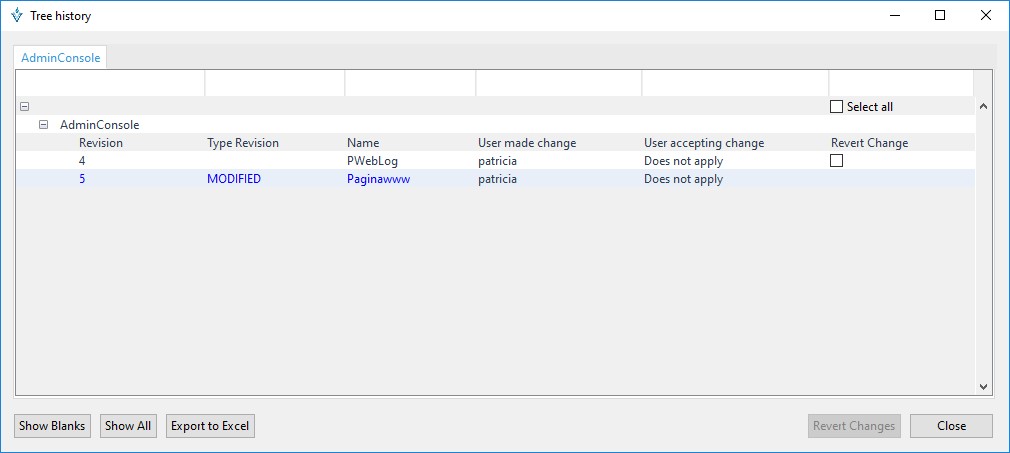 Tree history
AdminConsole
Select all
AdminConsole
Revision Type Revision Name User made change User accepting change Revert Change
4 PWebLog patricia Does not apply
5 MODIFIED Paginawww patricia Does not apply
Show Blanks Show All Export to Excel Revert Changes Close